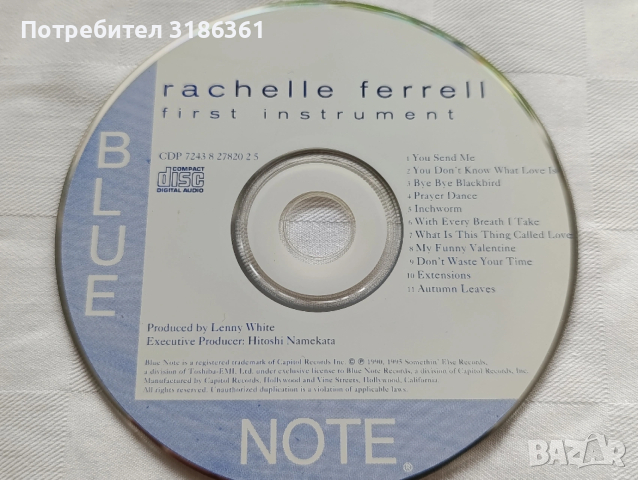 Потребител 3186361
rachelle ferrell
first instrument
BLUE
CDP 7243 8 27820 2 5
COMPACT
disc
DIGITAL AUDIO
1 You Send Me
2 You Don't Know What Love Is
3 Bye Bye Blackbird
4 Prayer Dance
5 Inchworm
6 With Every Breath I Take
7 What Is This Thing Called Love
8 My Funny Valentine
9 Don't Waste Your Time
10 Extensions
11 Autumn Leaves
Produced by Lenny White
Executive Producer: Hitoshi Namekata
Blue Note is a registered trademark of Capitol Records Inc © ℗ 1990, 1995 Somethin' Else Records,
a division of Toshiba-EMI, Ltd. under exclusive license to Blue Note Records, a division of Capitol Records, Inc.
Manufactured by Capitol Records, Hollywood and Vine Streets, Hollywood, California.
All rights reserved. Unauthorized duplication is a violation of applicable laws.
NOTE®
BAZAR